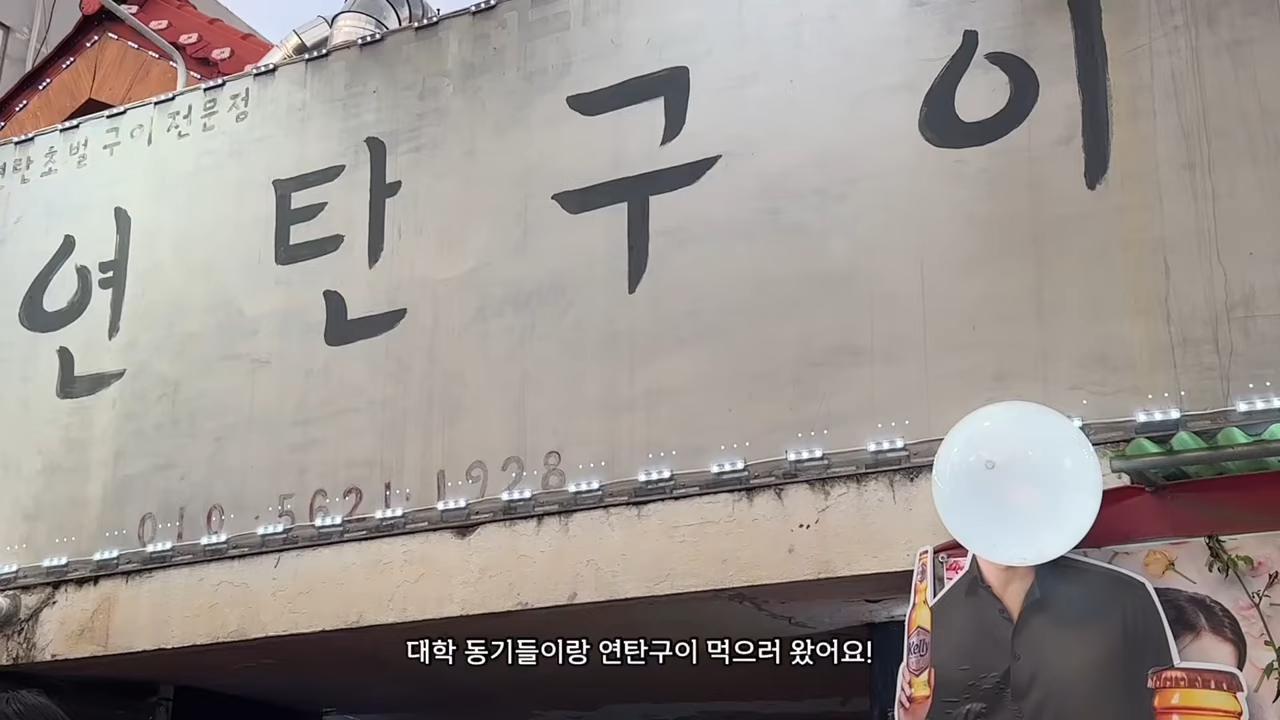 연탄초벌구이 전문점
연탄구이
010·5621·1928
Kelly
대학 동기들이랑 연탄구이 먹으러 왔어요!